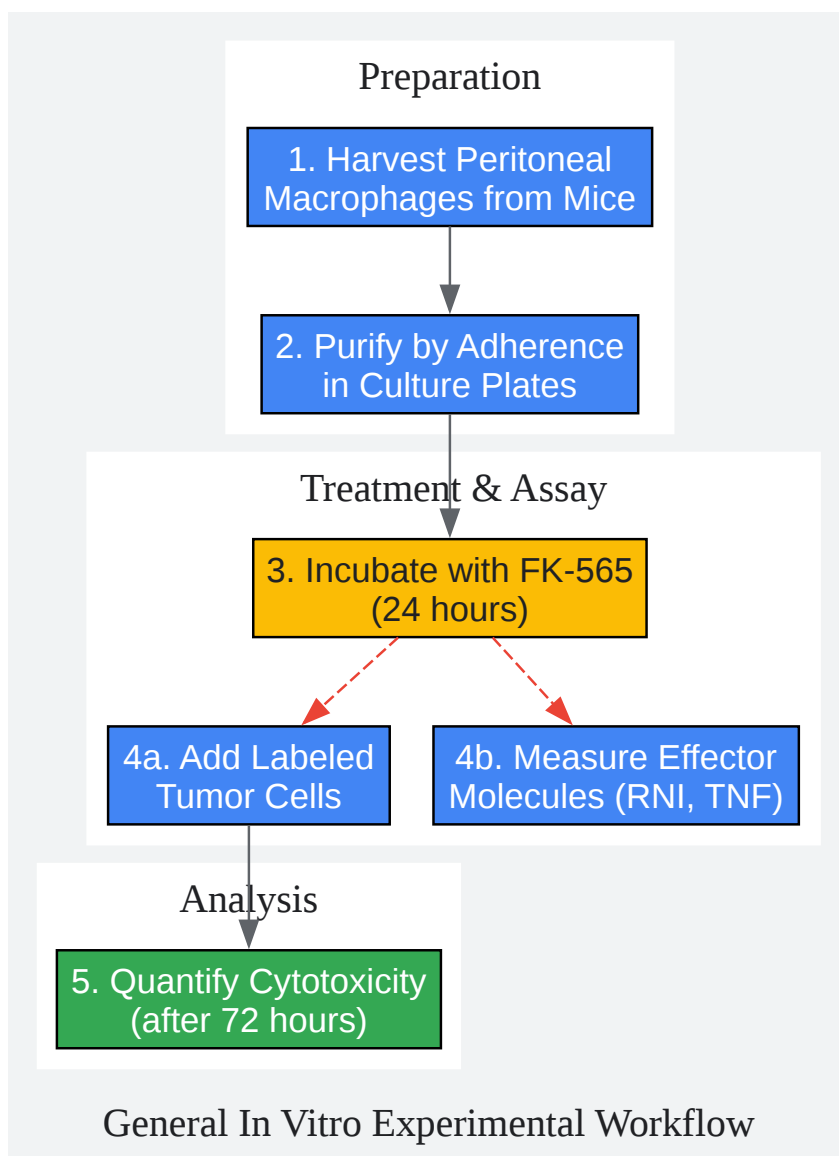 Preparation
1. Harvest Peritoneal
Macrophages from Mice
2. Purify by Adherence
in Culture Plates
Treatment & Assay
3. Incubate with FK-565
(24 hours)
4a. Add Labeled
Tumor Cells
4b. Measure Effector
Molecules (RNI, TNF)
Analysis
5. Quantify Cytotoxicity
(after 72 hours)
General In Vitro Experimental Workflow